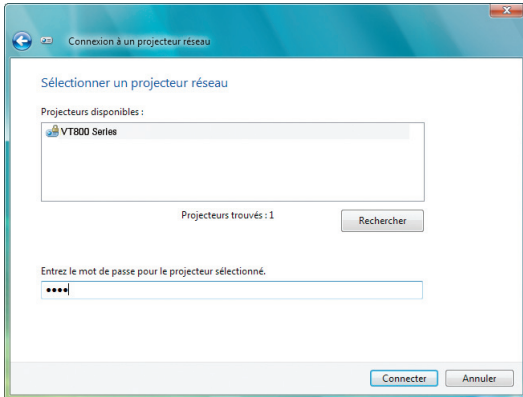 Connexion à un projecteur réseau
Sélectionner un projecteur réseau
Projecteurs disponibles :
VT800 Series
Projecteurs trouvés : 1
Rechercher
Entrez le mot de passe pour le projecteur sélectionné.
••••
Connecter
Annuler